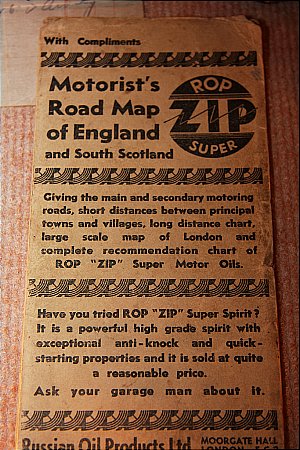 With Compliments
Motorist's
Road Map
of England
and South Scotland
ROP
ZIP
SUPER
Giving the main and secondary motoring
roads, short distances between principal
towns and villages, long distance chart,
large scale map of London and
complete recommendation chart of
ROP "ZIP" Super Motor Oils.
Have you tried ROP "ZIP" Super Spirit?
It is a powerful high grade spirit with
exceptional anti-knock and quick-
starting properties and it is sold at quite
a reasonable price.
Ask your garage man about it.
Russian Oil Products Ltd
MOORGATE HALL
LONDON E.C.2